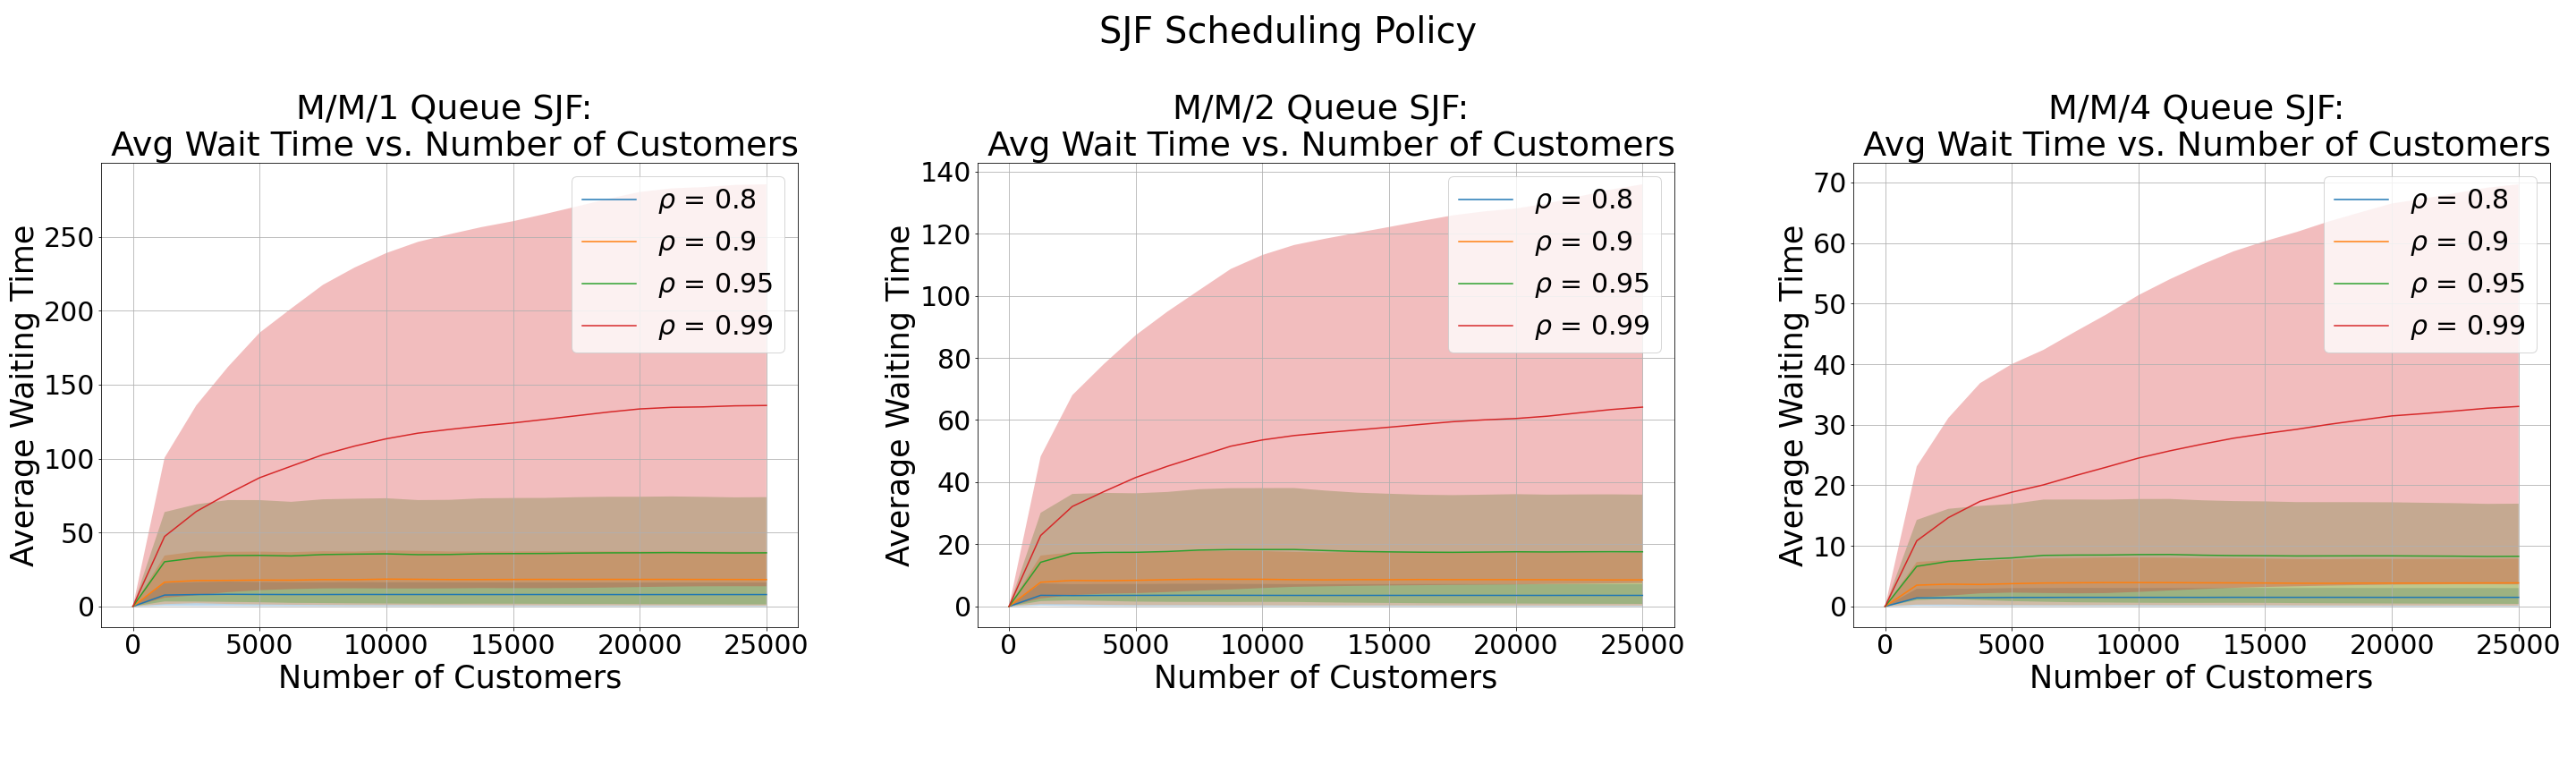 SJF Scheduling Policy
M/M/1 Queue SJF:
Avg Wait Time vs. Number of Customers
Average Waiting Time
250
200
150
100
50
0
ρ = 0.8
ρ = 0.9
ρ = 0.95
ρ = 0.99
0 5000 10000 15000 20000 25000
Number of Customers
M/M/2 Queue SJF:
Avg Wait Time vs. Number of Customers
Average Waiting Time
140
120
100
80
60
40
20
0
ρ = 0.8
ρ = 0.9
ρ = 0.95
ρ = 0.99
0 5000 10000 15000 20000 25000
Number of Customers
M/M/4 Queue SJF:
Avg Wait Time vs. Number of Customers
Average Waiting Time
70
60
50
40
30
20
10
0
ρ = 0.8
ρ = 0.9
ρ = 0.95
ρ = 0.99
0 5000 10000 15000 20000 25000
Number of Customers